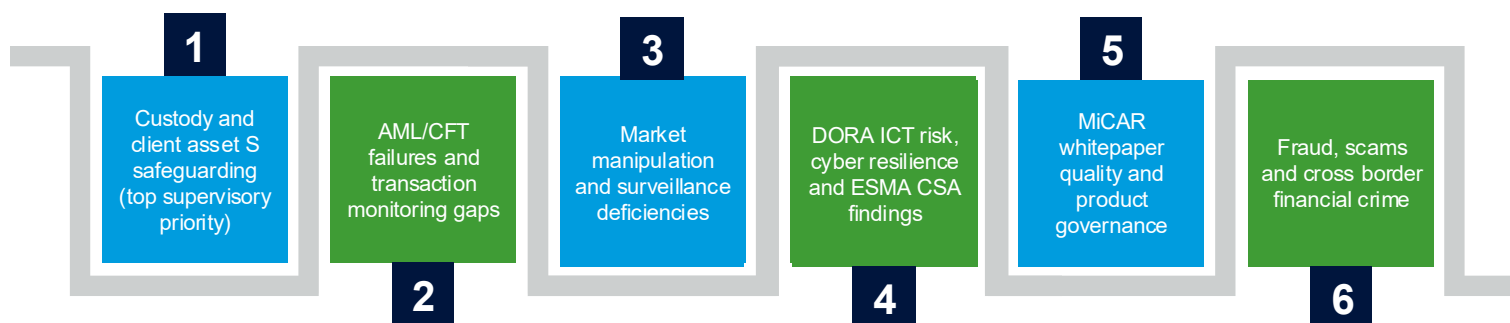 1
Custody and
client asset S
safeguarding
(top supervisory
priority)
AML/CFT
failures and
transaction
monitoring gaps
2
3
Market
manipulation
and surveillance
deficiencies
DORA ICT risk,
cyber resilience
and ESMA CSA
findings
4
5
MiCAR
whitepaper
quality and
product
governance
Fraud, scams
and cross border
financial crime
6